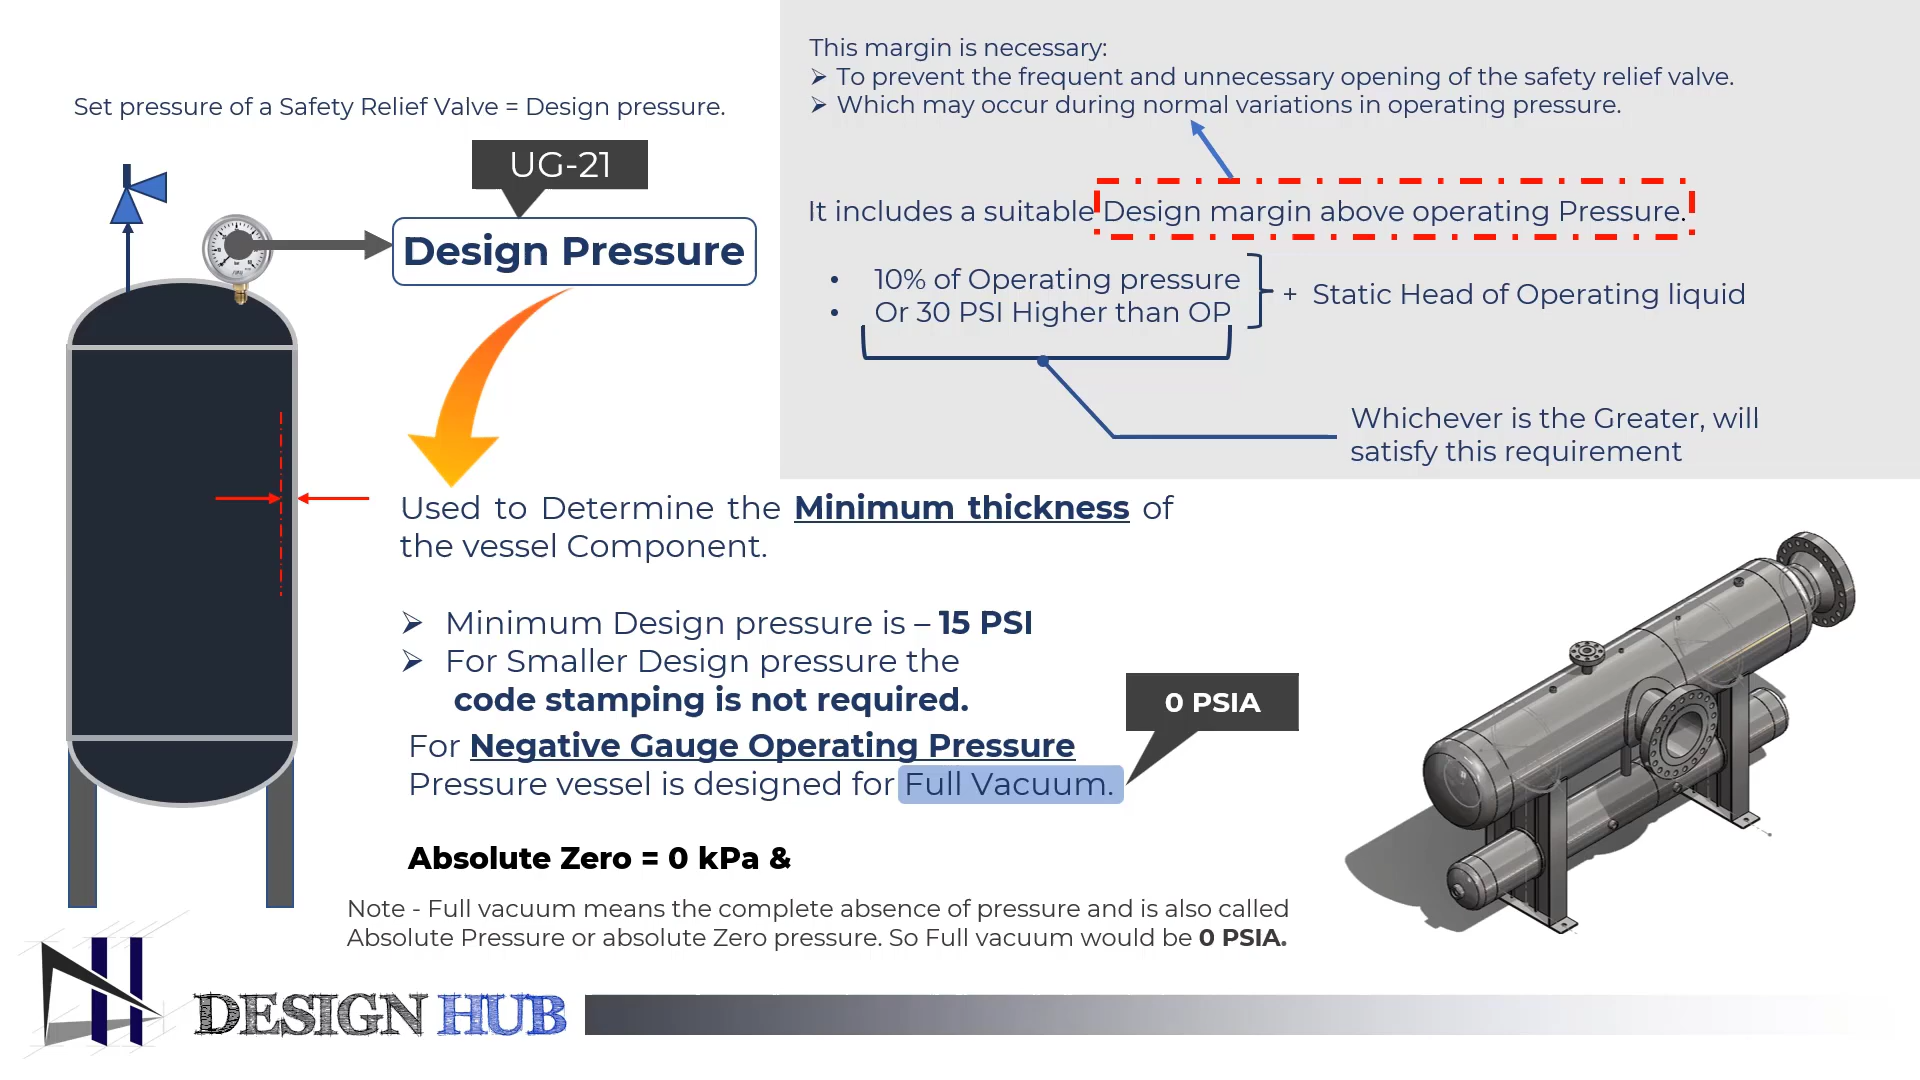 Set pressure of a Safety Relief Valve = Design pressure.
UG-21
Design Pressure
This margin is necessary:
➢ To prevent the frequent and unnecessary opening of the safety relief valve.
➢ Which may occur during normal variations in operating pressure.
It includes a suitable Design margin above operating Pressure.
• 10% of Operating pressure
• Or 30 PSI Higher than OP
+ Static Head of Operating liquid
Whichever is the Greater, will
satisfy this requirement
Used to Determine the Minimum thickness of
the vessel Component.
➢ Minimum Design pressure is – 15 PSI
➢ For Smaller Design pressure the
code stamping is not required.
For Negative Gauge Operating Pressure
Pressure vessel is designed for Full Vacuum.
0 PSIA
Absolute Zero = 0 kPa &
Note - Full vacuum means the complete absence of pressure and is also called
Absolute Pressure or absolute Zero pressure. So Full vacuum would be 0 PSIA.
DESIGN HUB